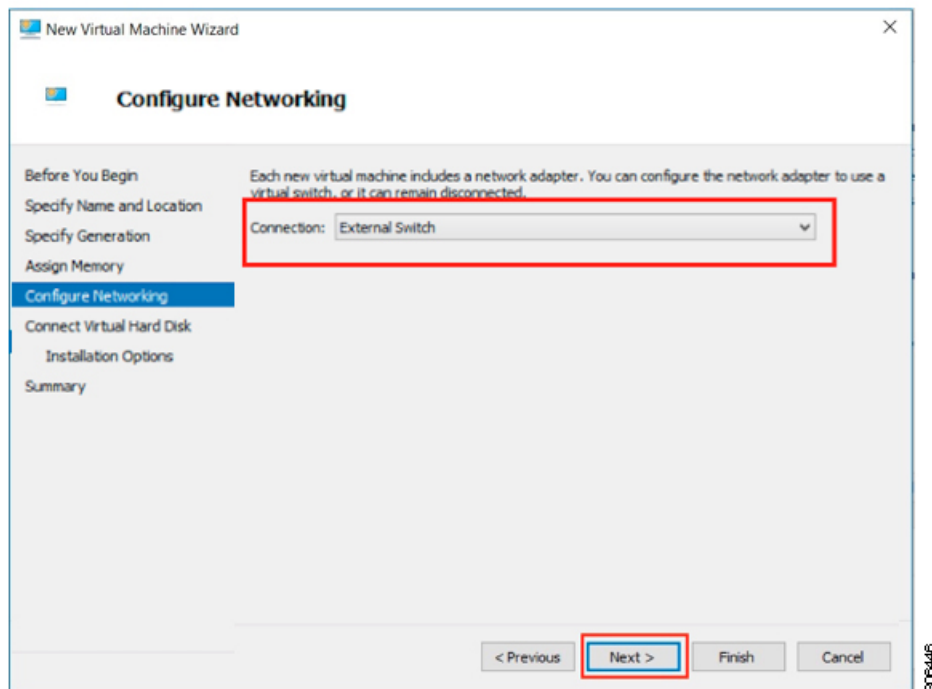 New Virtual Machine Wizard
Configure Networking
Before You Begin
Specify Name and Location
Specify Generation
Assign Memory
Configure Networking
Connect Virtual Hard Disk
Installation Options
Summary
Each new virtual machine includes a network adapter. You can configure the network adapter to use a
virtual switch, or it can remain disconnected.
Connection: External Switch
< Previous
Next >
Finish
Cancel